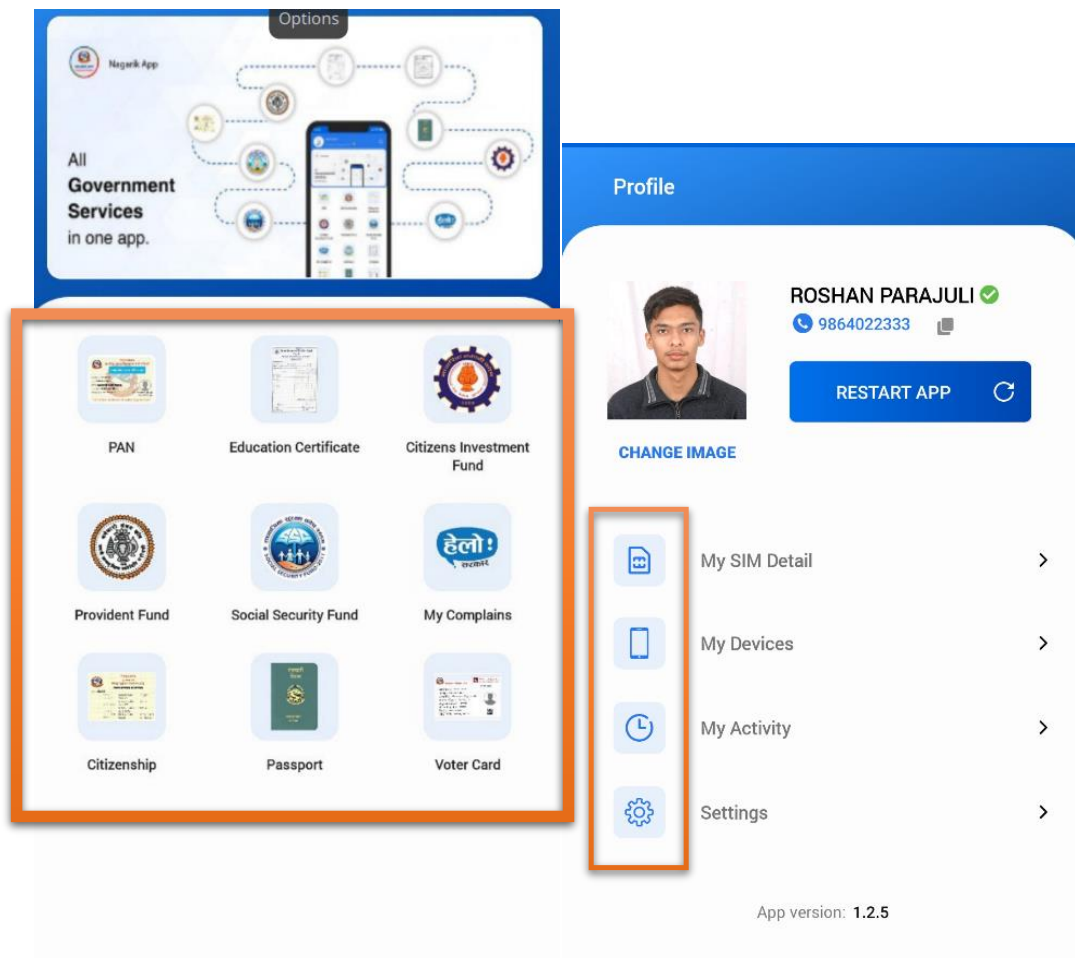 Options
Nagarik App
All
Government
Services
in one app.
PAN
Education Certificate
Citizens Investment
Fund
हेलो !
सरकार
Provident Fund
Social Security Fund
My Complains
Citizenship
Passport
Voter Card
Profile
ROSHAN PARAJULI
9864022333
RESTART APP
CHANGE IMAGE
My SIM Detail
My Devices
My Activity
Settings
App version: 1.2.5